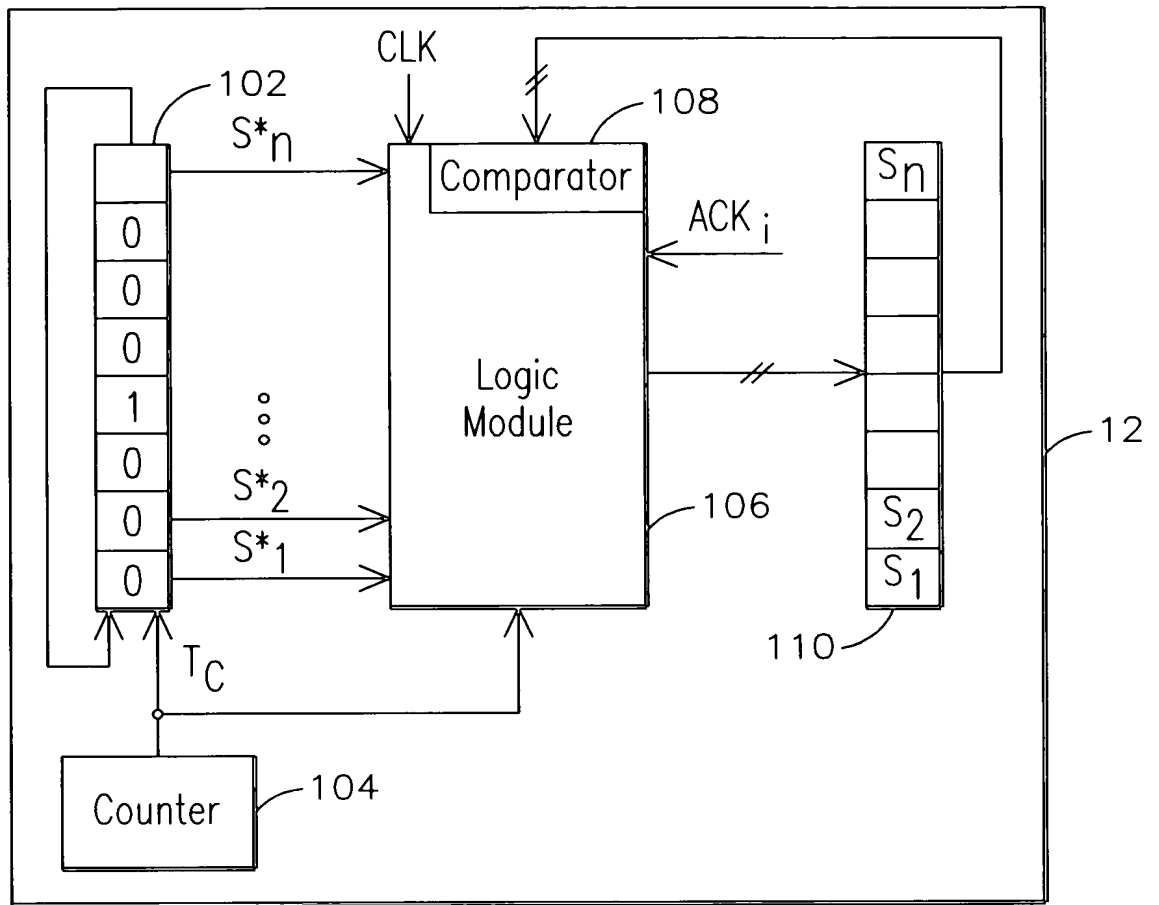 CLK
102
108
S*n
Sn
Comparator
0
ACKi
0
0
Logic
Module
1
12
0
S*2
106
0
S2
S*1
0
S1
110
TC
Counter
104